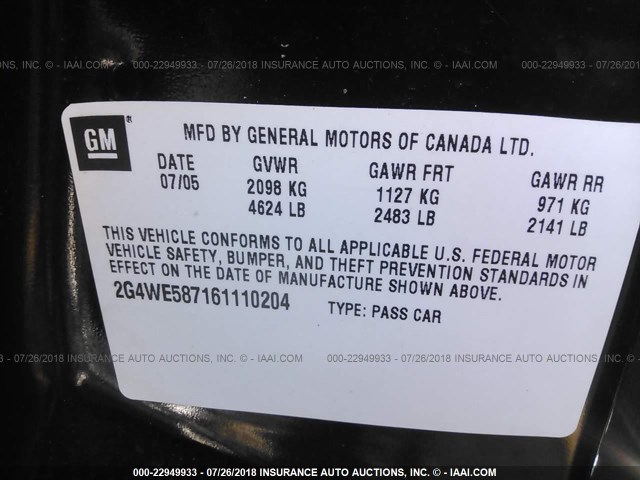 INC. - IAAI.COM 000-22949933 - 07/26/2018 INSURANCE AUTO AUCTIONS, INC. - IAAI.COM 000-22949933 - 07/26/2018
GM
MFD BY GENERAL MOTORS OF CANADA LTD.
DATE GVWR GAWR FRT GAWR RR
07/05 2098 KG 1127 KG 971 KG
4624 LB 2483 LB 2141 LB
THIS VEHICLE CONFORMS TO ALL APPLICABLE U.S. FEDERAL MOTOR
VEHICLE SAFETY, BUMPER, AND THEFT PREVENTION STANDARDS IN
EFFECT ON THE DATE OF MANUFACTURE SHOWN ABOVE.
2G4WE587161110204 TYPE: PASS CAR
000-22949933 - 07/26/2018 INSURANCE AUTO AUCTIONS, INC. - IAAI.COM 000-22949933 - 07/26/2018 INSURANCE AUTO AUCTIONS, INC. -
000-22949933 - 07/26/2018 INSURANCE AUTO AUCTIONS, INC. - IAAI.COM